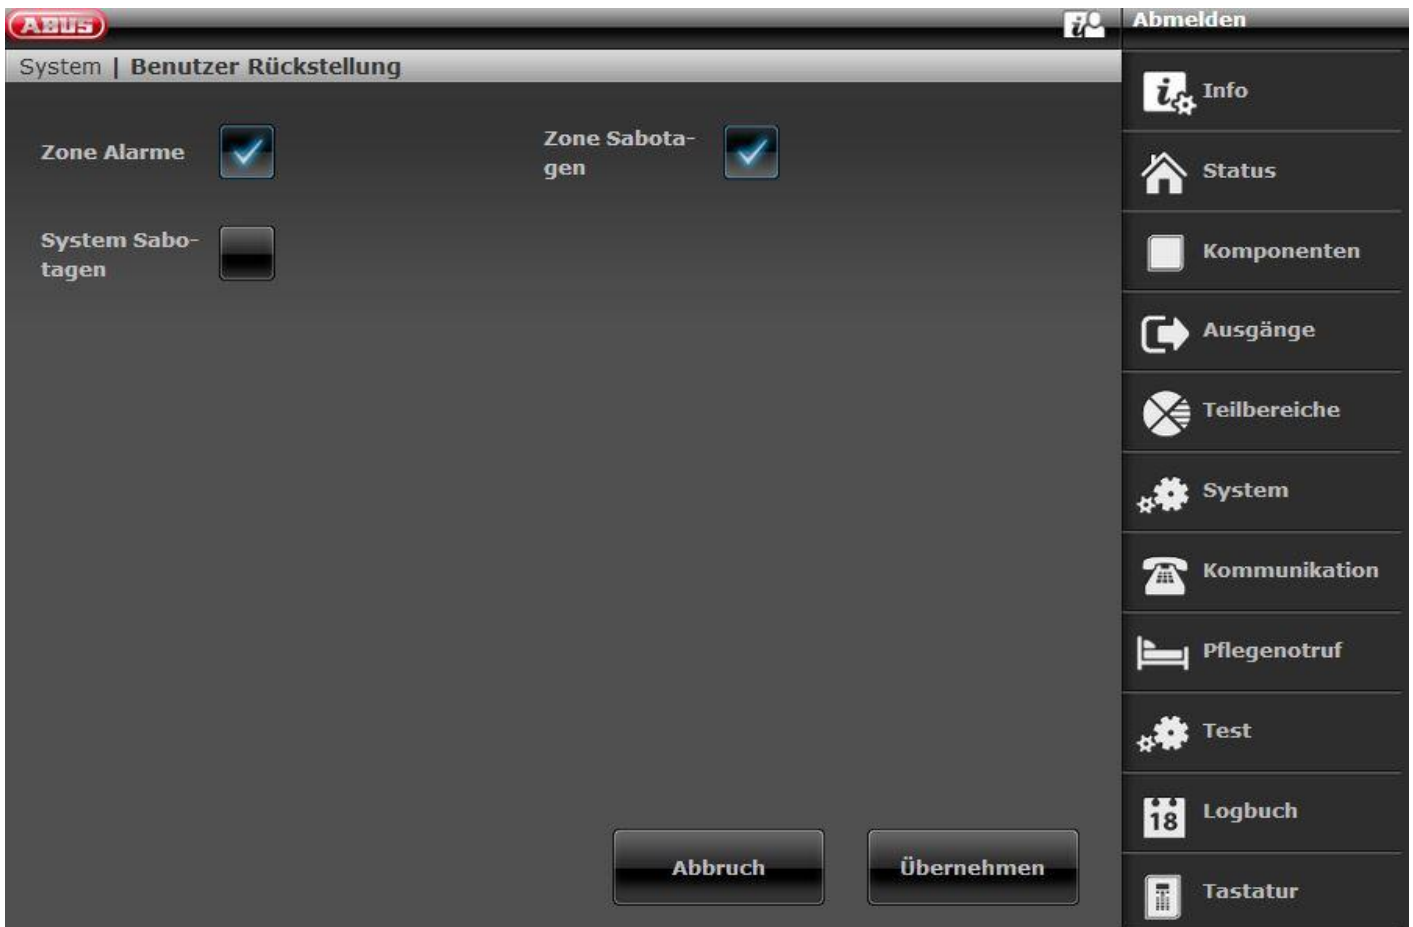 ABUS
Abmelden
System | Benutzer Rückstellung
Zone Alarme
Zone Sabota-
gen
System Sabo-
tagen
Abbruch
Übernehmen
Info
Status
Komponenten
Ausgänge
Teilbereiche
System
Kommunikation
Pflegenotruf
Test
18
Logbuch
Tastatur